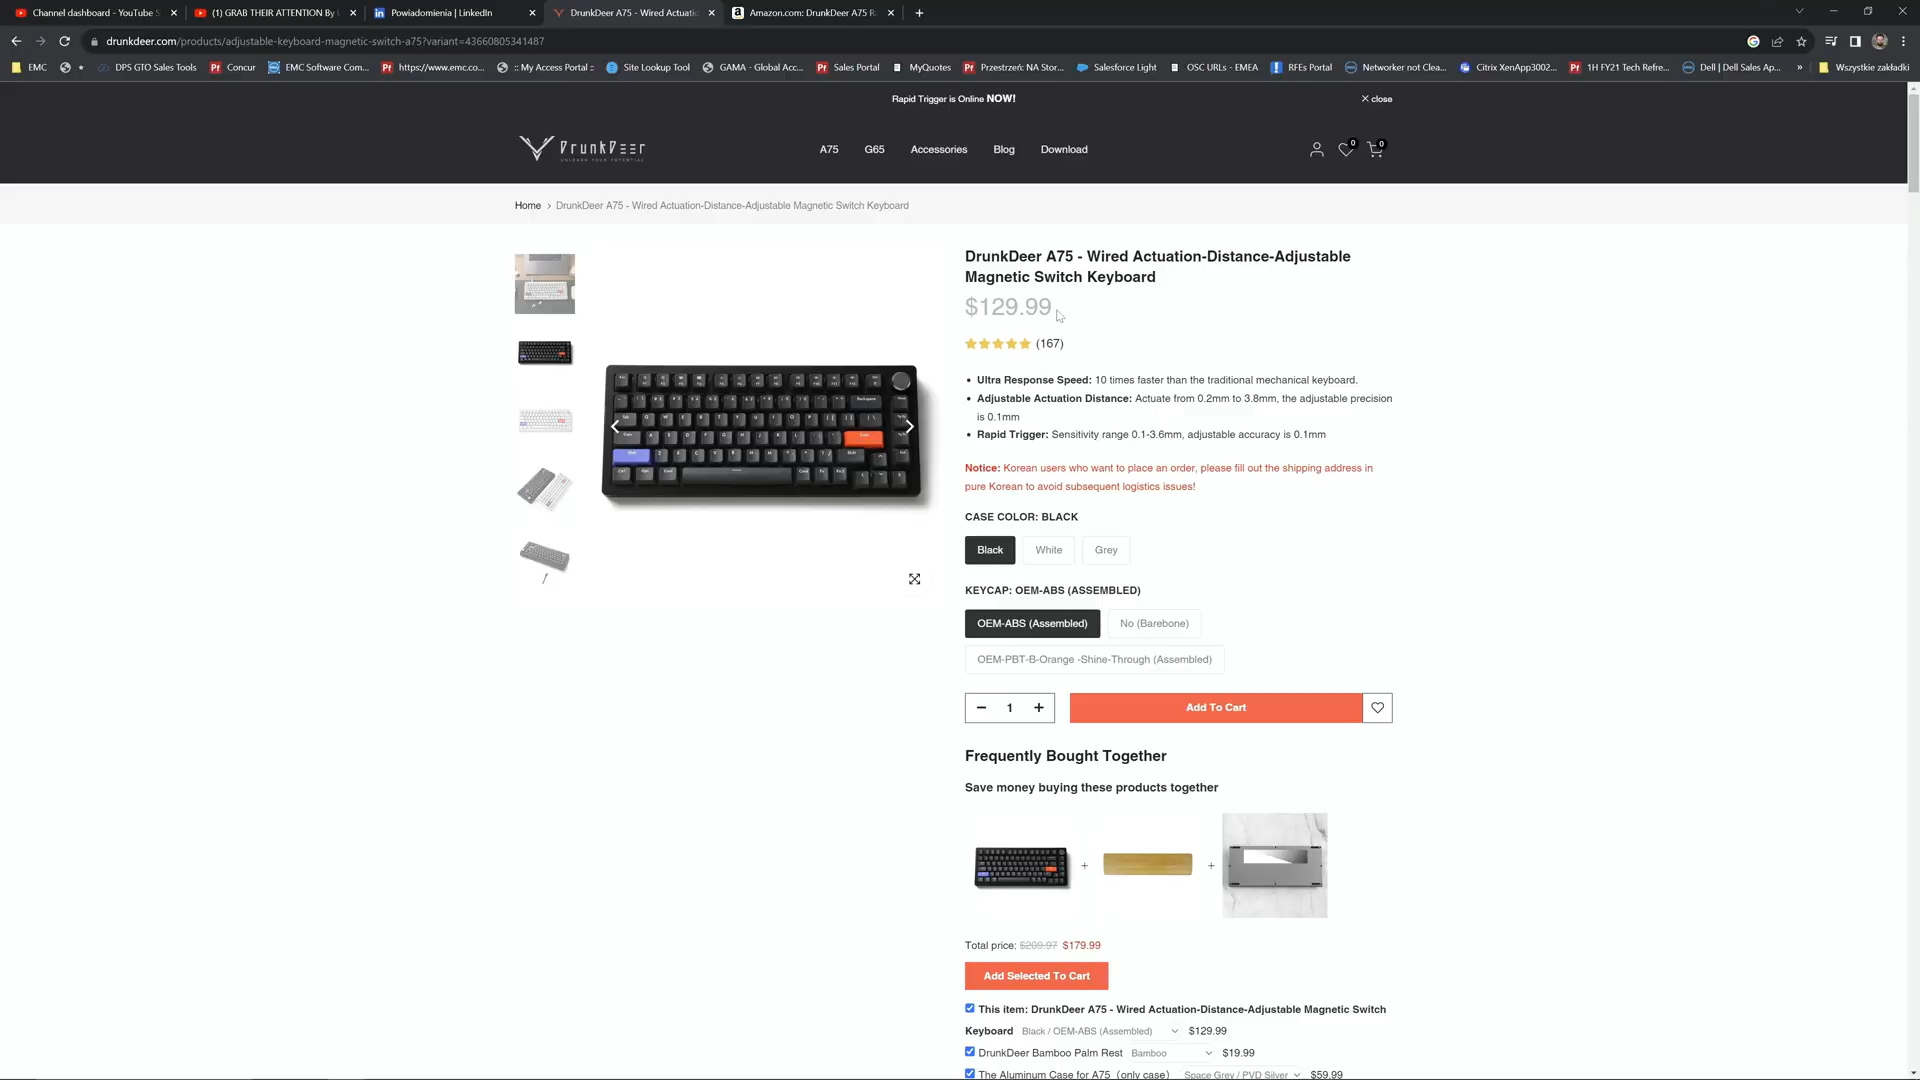 Channel dashboard - YouTube S
(1) GRAB THEIR ATTENTION By
Powiadomienia | LinkedIn
DrunkDeer A75 - Wired Actuatio
Amazon.com: DrunkDeer A75 R
drunkdeer.com/products/adjustable-keyboard-magnetic-switch-a75?variant=43660805341487
EMC
DPS GTO Sales Tools
Concur
EMC Software Com...
https://www.emc.co...
:: My Access Portal ::
Site Lookup Tool
GAMA - Global Acc...
Sales Portal
MyQuotes
Przestrzeń: NA Stor...
Salesforce Light
OSC URLs - EMEA
RFEs Portal
Networker not Clea...
Citrix XenApp3002...
1H FY21 Tech Refre...
Dell | Dell Sales Ap...
»
Wszystkie zakładki
Rapid Trigger is Online NOW!
close
DrunkDeer
UNLEASH YOUR POTENTIAL
A75
G65
Accessories
Blog
Download
0
0
Home > DrunkDeer A75 - Wired Actuation-Distance-Adjustable Magnetic Switch Keyboard
DrunkDeer A75 - Wired Actuation-Distance-Adjustable
Magnetic Switch Keyboard
$129.99
(167)
• Ultra Response Speed: 10 times faster than the traditional mechanical keyboard.
• Adjustable Actuation Distance: Actuate from 0.2mm to 3.8mm, the adjustable precision
is 0.1mm
• Rapid Trigger: Sensitivity range 0.1-3.6mm, adjustable accuracy is 0.1mm
Notice: Korean users who want to place an order, please fill out the shipping address in
pure Korean to avoid subsequent logistics issues!
CASE COLOR: BLACK
Black
White
Grey
KEYCAP: OEM-ABS (ASSEMBLED)
OEM-ABS (Assembled)
No (Barebone)
OEM-PBT-B-Orange -Shine-Through (Assembled)
− 1 +
Add To Cart
Frequently Bought Together
Save money buying these products together
+
+
Total price: $209.97 $179.99
Add Selected To Cart
This item: DrunkDeer A75 - Wired Actuation-Distance-Adjustable Magnetic Switch
Keyboard Black / OEM-ABS (Assembled) $129.99
DrunkDeer Bamboo Palm Rest Bamboo $19.99
The Aluminum Case for A75 (only case) Space Grey / PVD Silver $59.99